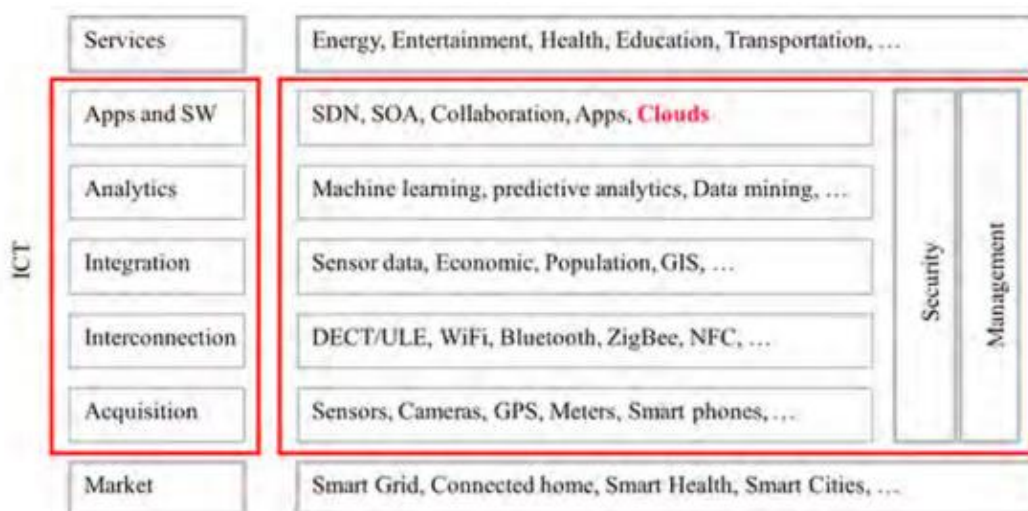 Services
Energy, Entertainment, Health, Education, Transportation, …
Apps and SW
SDN, SOA, Collaboration, Apps, Clouds
Analytics
Machine learning, predictive analytics, Data mining, …
Integration
Sensor data, Economic, Population, GIS, …
Interconnection
DECT/ULE, WiFi, Bluetooth, ZigBee, NFC, …
Acquisition
Sensors, Cameras, GPS, Meters, Smart phones, …
Market
Smart Grid, Connected home, Smart Health, Smart Cities, …
ICT
Security
Management